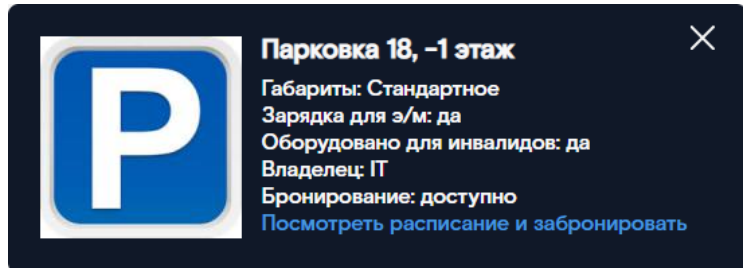 P
Парковка 18, -1 этаж
Габариты: Стандартное
Зарядка для э/м: да
Оборудовано для инвалидов: да
Владелец: IT
Бронирование: доступно
Посмотреть расписание и забронировать